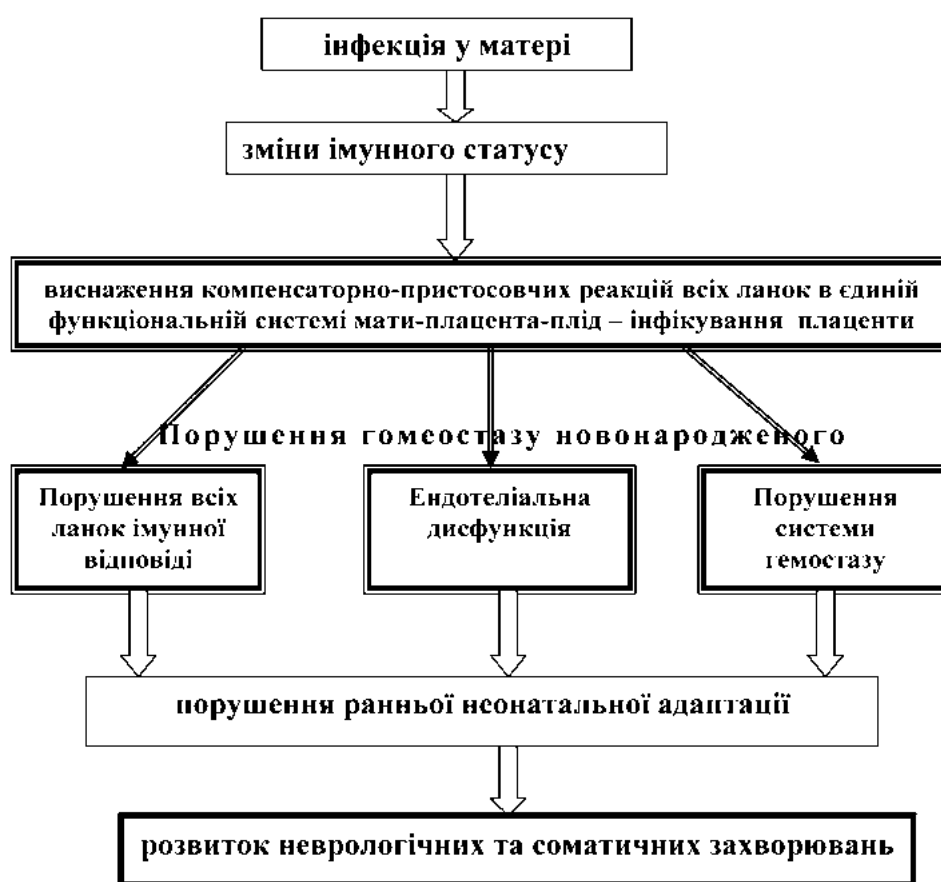 інфекція у матері
зміни імунного статусу
виснаження компенсаторно-пристосовчих реакцій всіх ланок в єдиній
функціональній системі мати-плацента-плід – інфікування плаценти
Порушення гомеостазу новонародженого
Порушення всіх
ланок імунної
відповіді
Ендотеліальна
дисфункція
Порушення
системи
гемостазу
порушення ранньої неонатальної адаптації
розвиток неврологічних та соматичних захворювань